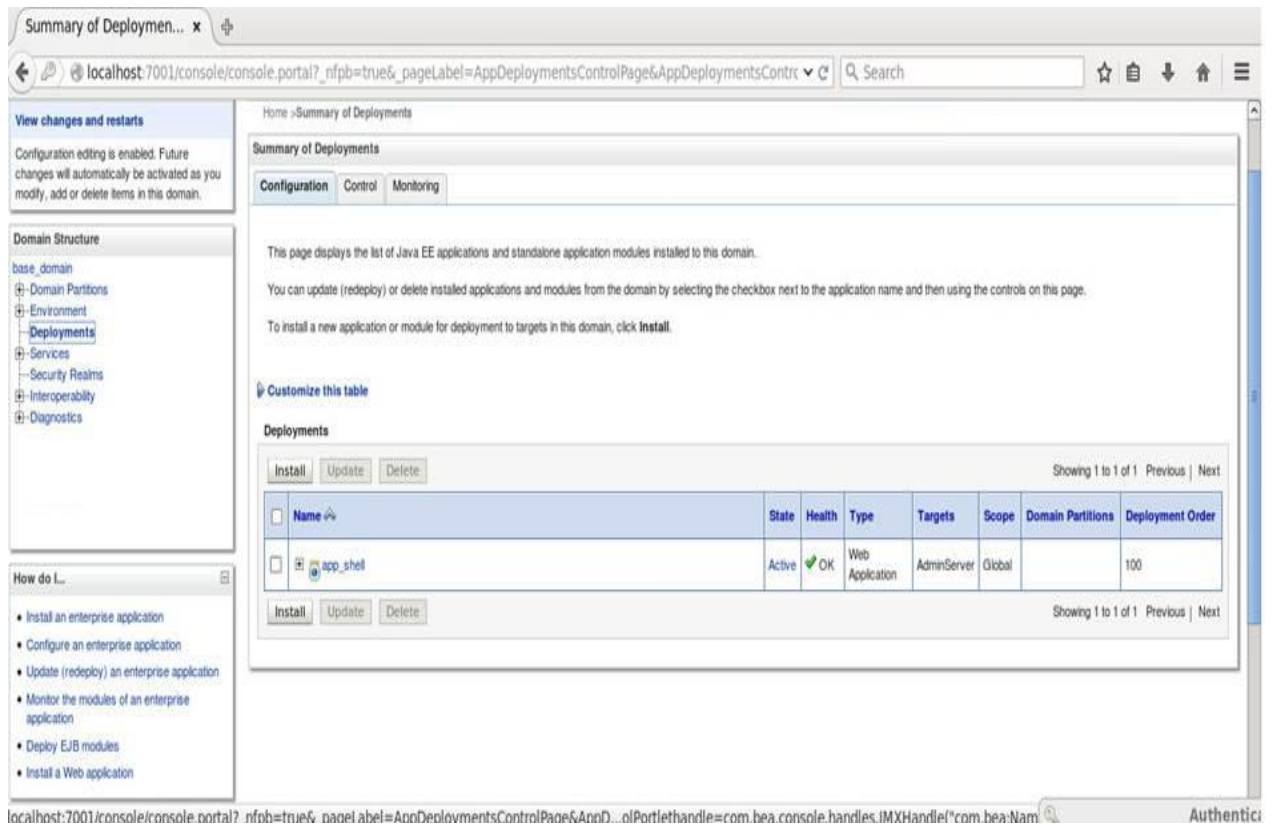 Summary of Deploymen... x
localhost:7001/console/console.portal?_nfpb=true&_pageLabel=AppDeploymentsControlPage&AppDeploymentsContrc
Search
View changes and restarts
Configuration editing is enabled. Future
changes will automatically be activated as you
modify, add or delete items in this domain.
Domain Structure
base_domain
Domain Partitions
Environment
Deployments
Services
Security Realms
Interoperability
Diagnostics
How do I...
Install an enterprise application
Configure an enterprise application
Update (redeploy) an enterprise application
Monitor the modules of an enterprise
application
Deploy EJB modules
Install a Web application
Home >Summary of Deployments
Summary of Deployments
Configuration Control Monitoring
This page displays the list of Java EE applications and standalone application modules installed to this domain.
You can update (redeploy) or delete installed applications and modules from the domain by selecting the checkbox next to the application name and then using the controls on this page.
To install a new application or module for deployment to targets in this domain, click Install.
Customize this table
Deployments
Install Update Delete Showing 1 to 1 of 1 Previous | Next
Name State Health Type Targets Scope Domain Partitions Deployment Order
app_shell Active OK Web Application AdminServer Global 100
Install Update Delete Showing 1 to 1 of 1 Previous | Next
localhost:7001/console/console.portal?_nfpb=true&_pageLabel=AppDeploymentsControlPage&AppD...olPortlethandle=com.bea.console.handles.JMXHandle("com.bea:Nam
Authentica